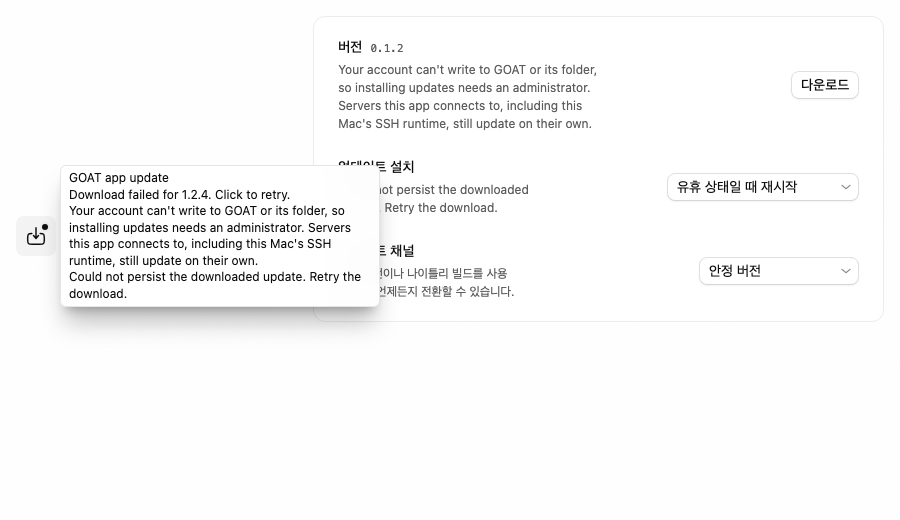 버전 0.1.2
Your account can't write to GOAT or its folder,
so installing updates needs an administrator.
Servers this app connects to, including this
Mac's SSH runtime, still update on their own.
다운로드
설치
not persist the downloaded
Retry the download.
유휴 상태일 때 재시작
채널
나이틀리 빌드를 사용
언제든지 전환할 수 있습니다.
안정 버전
GOAT app update
Download failed for 1.2.4. Click to retry.
Your account can't write to GOAT or its folder, so
installing updates needs an administrator. Servers
this app connects to, including this Mac's SSH
runtime, still update on their own.
Could not persist the downloaded update. Retry the
download.